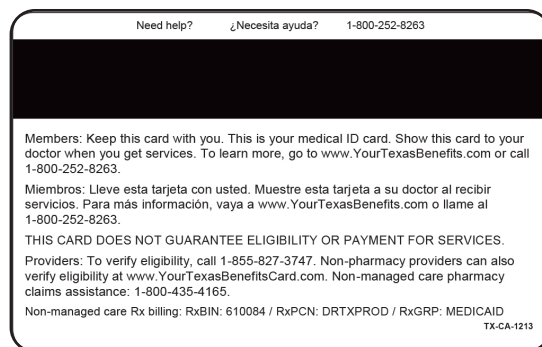 Need help? ¿Necesita ayuda? 1-800-252-8263
Members: Keep this card with you. This is your medical ID card. Show this card to your
doctor when you get services. To learn more, go to www.YourTexasBenefits.com or call
1-800-252-8263.
Miembros: Lleve esta tarjeta con usted. Muestre esta tarjeta a su doctor al recibir
servicios. Para más información, vaya a www.YourTexasBenefits.com o llame al
1-800-252-8263.
THIS CARD DOES NOT GUARANTEE ELIGIBILITY OR PAYMENT FOR SERVICES.
Providers: To verify eligibility, call 1-855-827-3747. Non-pharmacy providers can also
verify eligibility at www.YourTexasBenefitsCard.com. Non-managed care pharmacy
claims assistance: 1-800-435-4165.
Non-managed care Rx billing: RxBIN: 610084 / RxPCN: DRTXPROD / RxGRP: MEDICAID
TX-CA-1213